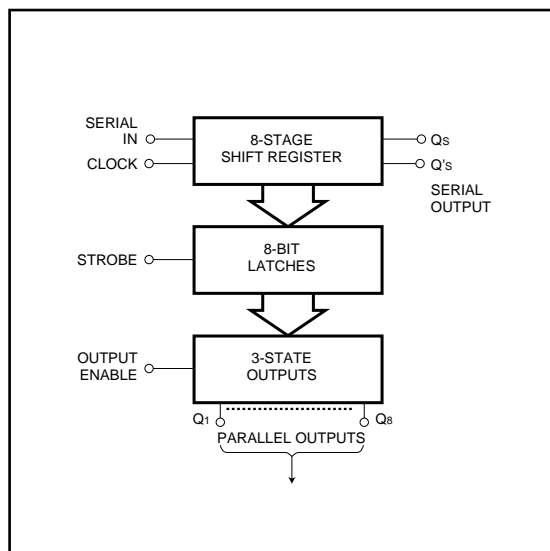 SERIAL
IN
CLOCK
8-STAGE
SHIFT REGISTER
QS
Q'S
SERIAL
OUTPUT
STROBE
8-BIT
LATCHES
OUTPUT
ENABLE
3-STATE
OUTPUTS
Q1
Q8
PARALLEL OUTPUTS